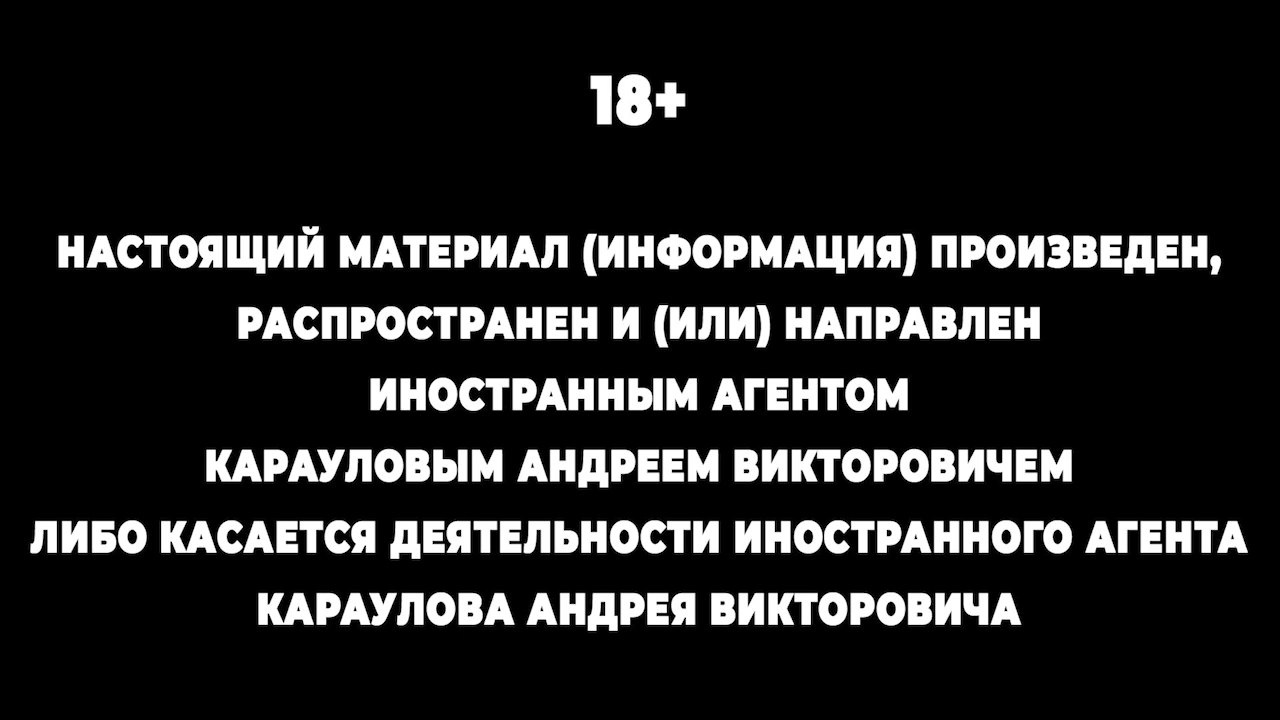 18+
НАСТОЯЩИЙ МАТЕРИАЛ (ИНФОРМАЦИЯ) ПРОИЗВЕДЕН,
РАСПРОСТРАНЕН И (ИЛИ) НАПРАВЛЕН
ИНОСТРАННЫМ АГЕНТОМ
КАРАУЛОВЫМ АНДРЕЕМ ВИКТОРОВИЧЕМ
ЛИБО КАСАЕТСЯ ДЕЯТЕЛЬНОСТИ ИНОСТРАННОГО АГЕНТА
КАРАУЛОВА АНДРЕЯ ВИКТОРОВИЧА